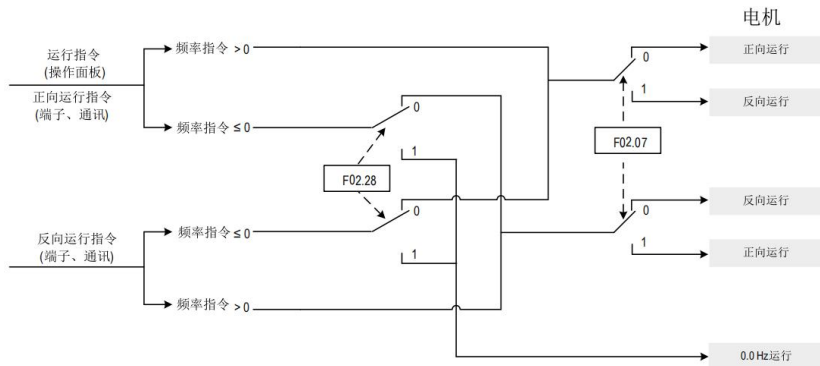 电机
运行指令
(操作面板)
正向运行指令
(端子、通讯)
频率指令 > 0
频率指令 ≤ 0
0
1
F02.28
0
1
反向运行指令
(端子、通讯)
频率指令 ≤ 0
频率指令 > 0
0
1
F02.07
0
1
正向运行
反向运行
反向运行
正向运行
0.0 Hz运行